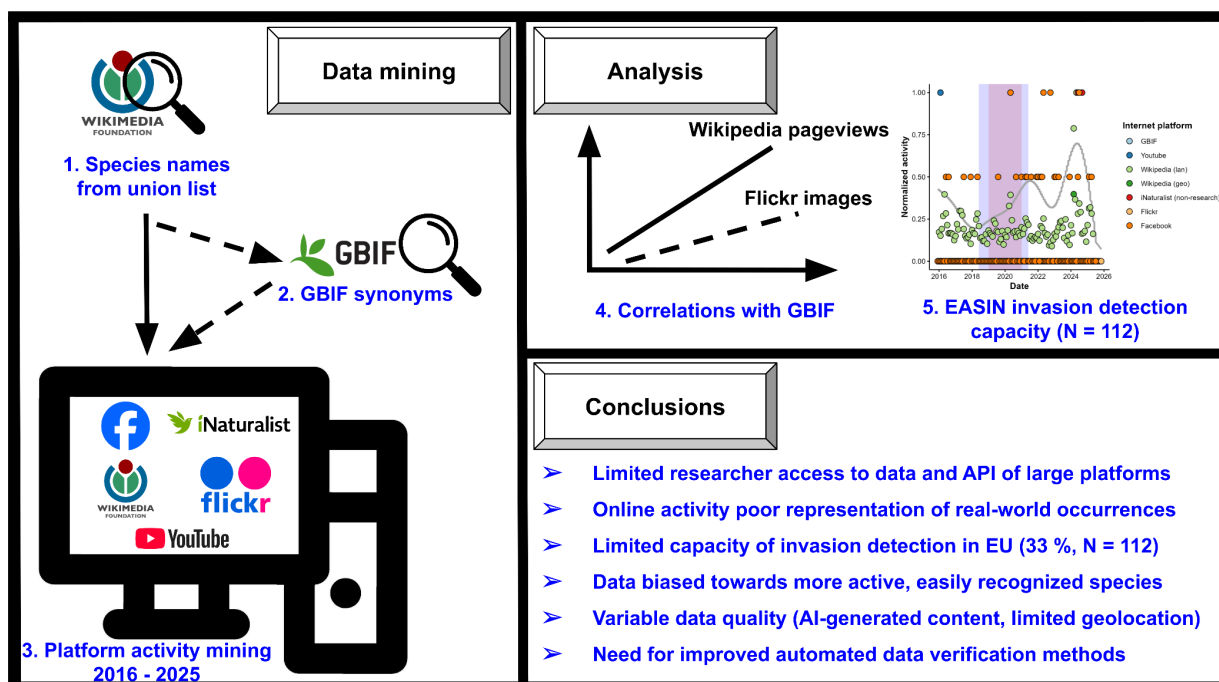 Data mining
WIKIMEDIA
FOUNDATION
1. Species names
from union list
GBIF
2. GBIF synonyms
f
iNaturalist
WIKIMEDIA
FOUNDATION
flickr
YouTube
3. Platform activity mining
2016 - 2025
Analysis
Wikipedia pageviews
Flickr images
4. Correlations with GBIF
Normalized activity
1.00
0.75
0.50
0.25
0.00
2016
2018
2020
2022
2024
2026
Date
Internet platform
GBIF
Youtube
Wikipedia (lan)
Wikipedia (geo)
iNaturalist (non-research)
Flickr
Facebook
5. EASIN invasion detection
capacity (N = 112)
Conclusions
➢ Limited researcher access to data and API of large platforms
➢ Online activity poor representation of real-world occurrences
➢ Limited capacity of invasion detection in EU (33 %, N = 112)
➢ Data biased towards more active, easily recognized species
➢ Variable data quality (AI-generated content, limited geolocation)
➢ Need for improved automated data verification methods